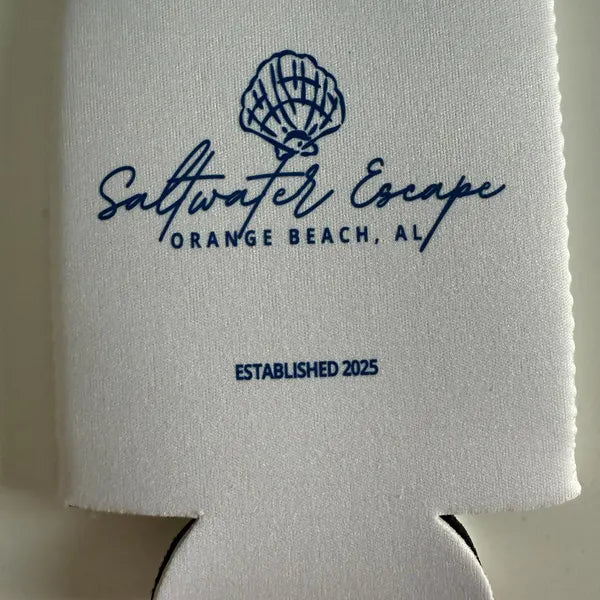 Saltwater Escape
ORANGE BEACH, AL
ESTABLISHED 2025